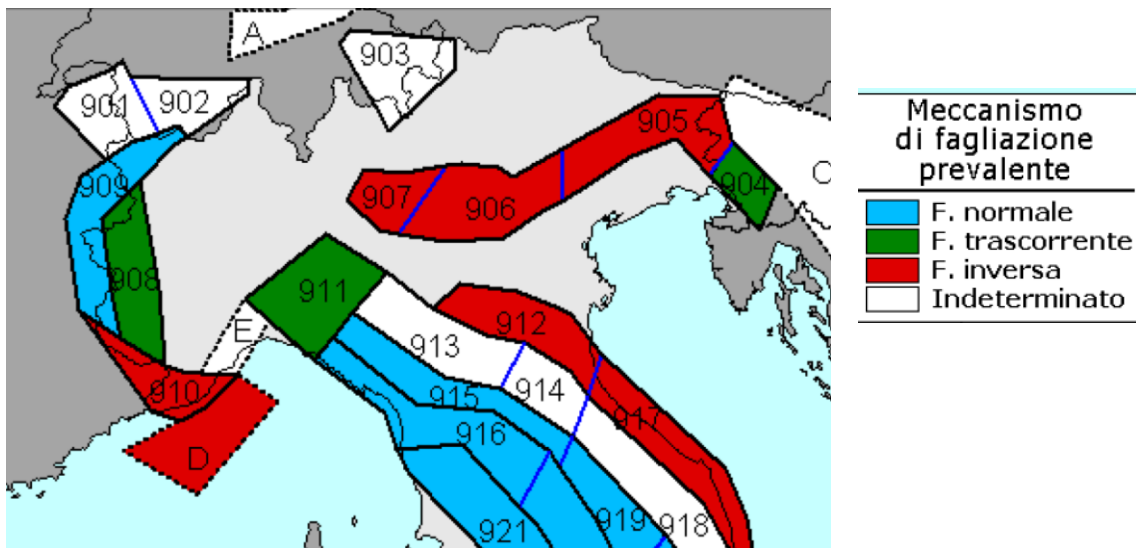 A
903
901
902
905
909
904
C
907
906
908
911
E
912
913
914
910
915
917
916
D
921
919
918
Meccanismo
di fagliazione
prevalente
F. normale
F. trascorrente
F. inversa
Indeterminato